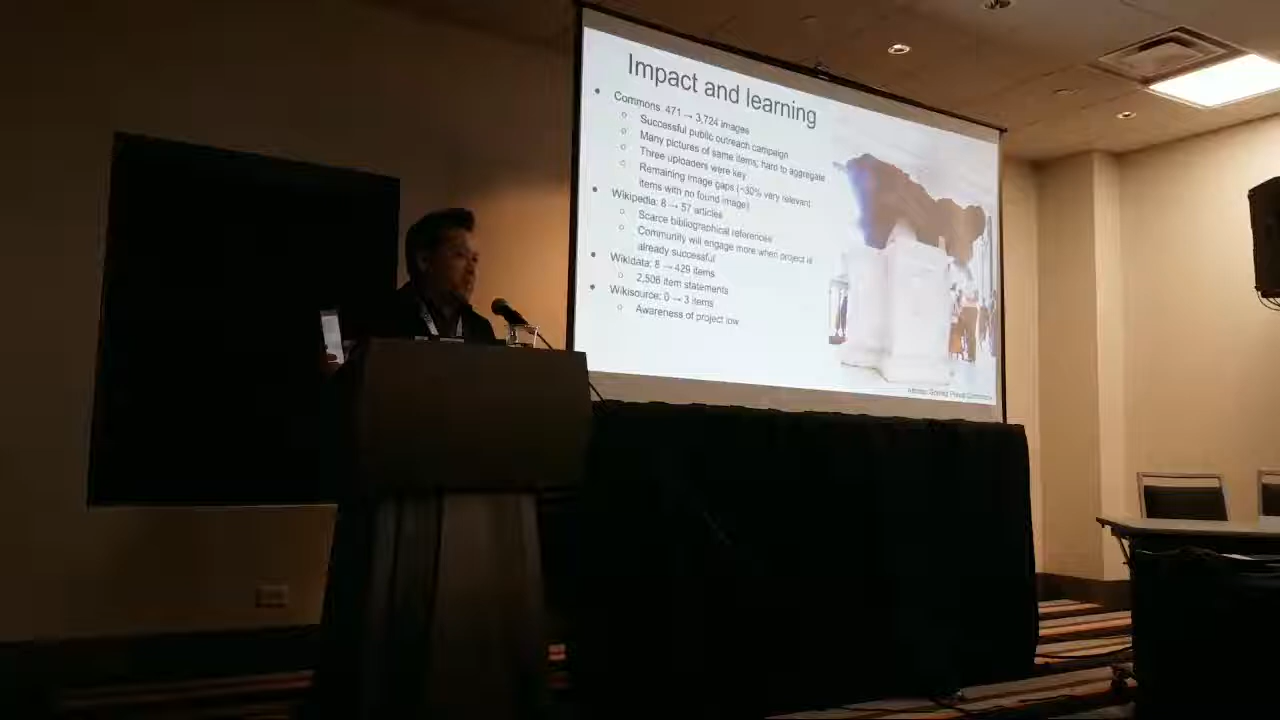 Impact and learning
Commons: 471 → 3,724 images
Successful public outreach campaign
Many pictures of same items; hard to aggregate
Three uploaders were key
Remaining image gaps (~30% very relevant
items with no found image)
Wikipedia: 8 → 57 articles
Scarce bibliographical references
Community will engage more when project is
already successful
Wikidata: 8 → 429 items
2,506 item statements
Wikisource: 0 → 3 items
Awareness of project low